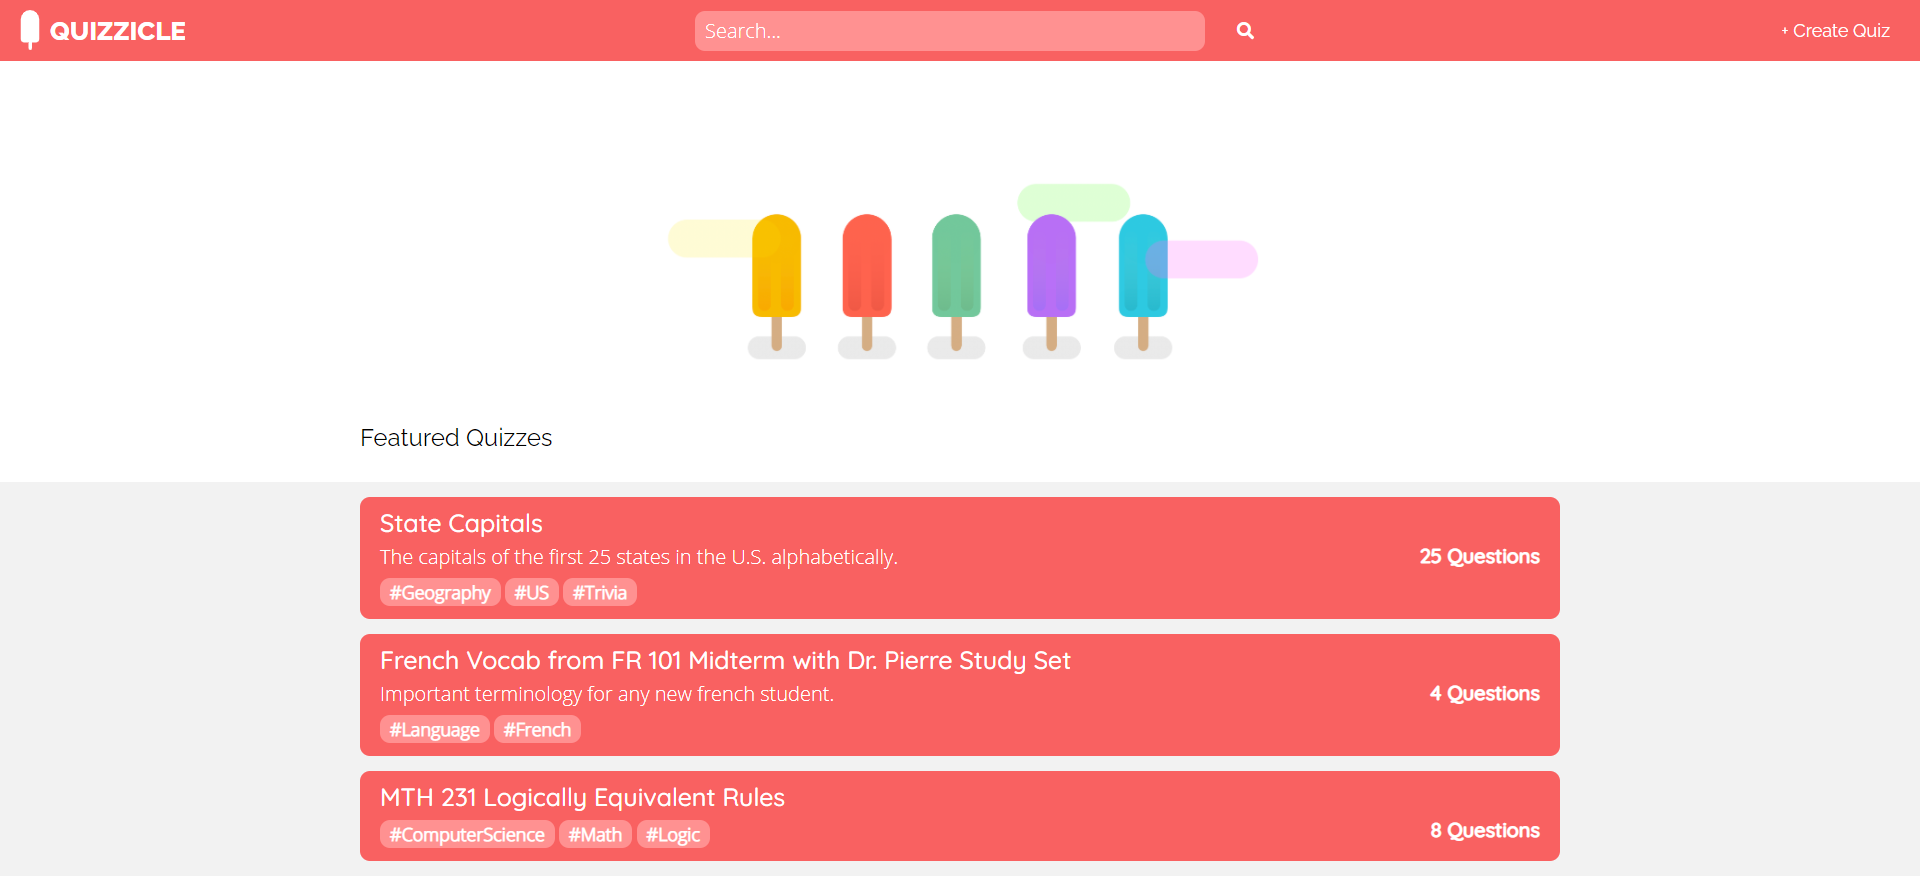 QUIZZICLE
Search...
+ Create Quiz
Featured Quizzes
State Capitals
The capitals of the first 25 states in the U.S. alphabetically.
25 Questions
#Geography #US #Trivia
French Vocab from FR 101 Midterm with Dr. Pierre Study Set
Important terminology for any new french student.
4 Questions
#Language #French
MTH 231 Logically Equivalent Rules
8 Questions
#ComputerScience #Math #Logic